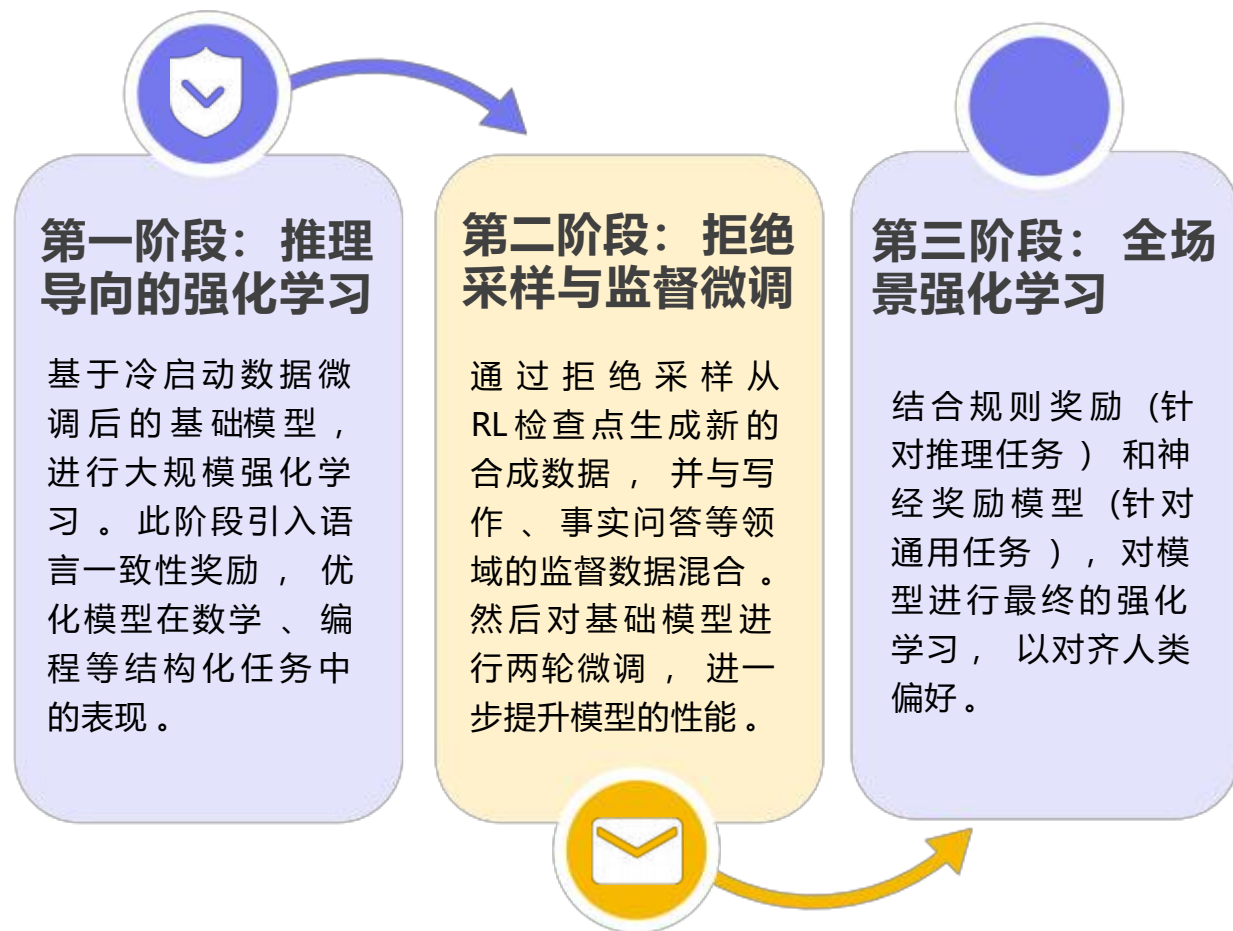 第一阶段： 推理
导向的强化学习
基于冷启动数据微
调后的基础模型，
进行大规模强化学
习 。 此阶段引入语
言一致性奖励 ， 优
化模型在数学 、 编
程等结构化任务中
的表现 。
第二阶段： 拒绝
采样与监督微调
通过拒绝采样从
RL检查点生成新的
合成数据 ， 并与写
作 、 事实问答等领
域的监督数据混合 。
然后对基础模型进
行两轮微调 ， 进一
步提升模型的性能 。
第三阶段： 全场
景强化学习
结合规则奖励 (针
对推理任务 ） 和神
经奖励模型 (针对
通用任务 ） ，对模
型进行最终的强化
学习 ， 以对齐人类
偏好 。